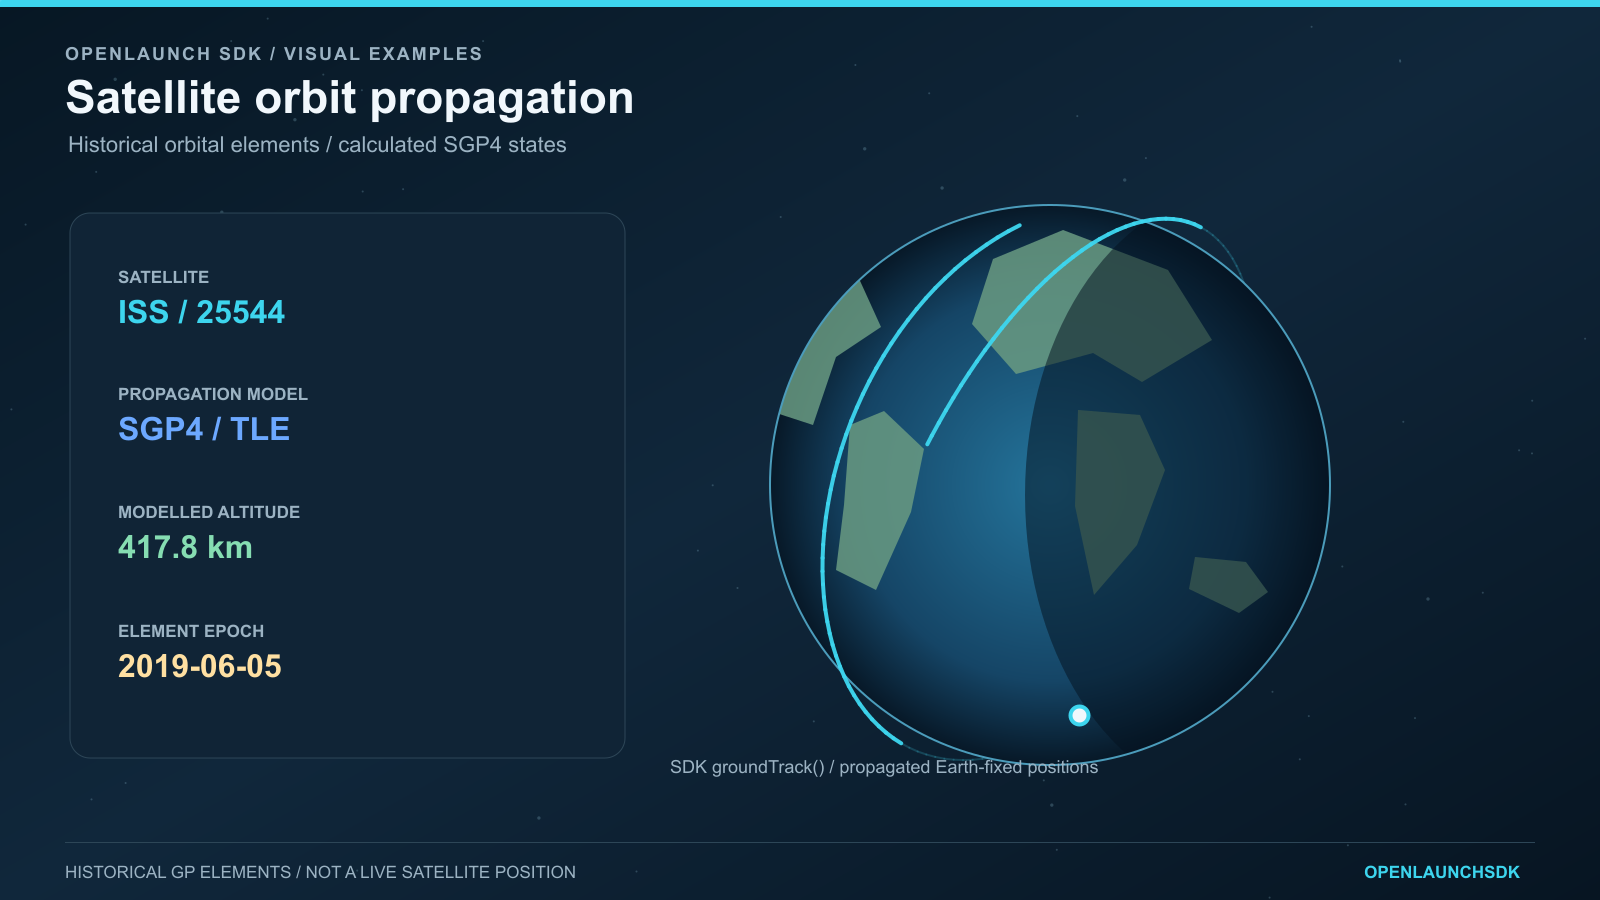 OPENLAUNCH SDK / VISUAL EXAMPLES
Satellite orbit propagation
Historical orbital elements / calculated SGP4 states
SATELLITE
ISS / 25544
PROPAGATION MODEL
SGP4 / TLE
MODELLED ALTITUDE
417.8 km
ELEMENT EPOCH
2019-06-05
SDK groundTrack() / propagated Earth-fixed positions
HISTORICAL GP ELEMENTS / NOT A LIVE SATELLITE POSITION
OPENLAUNCHSDK